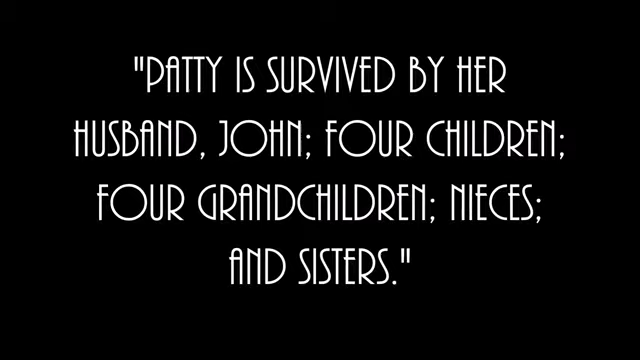 "PATTY IS SURVIVED BY HER
HUSBAND, JOHN; FOUR CHILDREN;
FOUR GRANDCHILDREN; NIECES;
AND SISTERS."